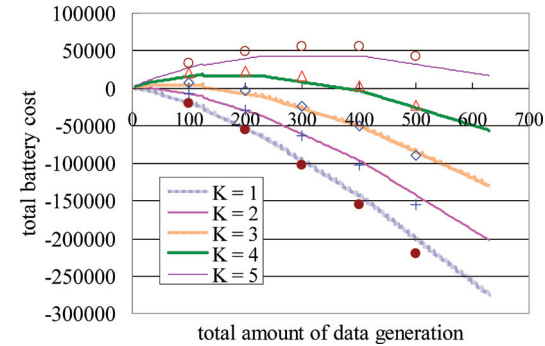 100000
50000
0
-50000
-100000
-150000
-200000
-250000
-300000
0 100 200 300 400 500 600 700
total battery cost
K = 1
K = 2
K = 3
K = 4
K = 5
total amount of data generation